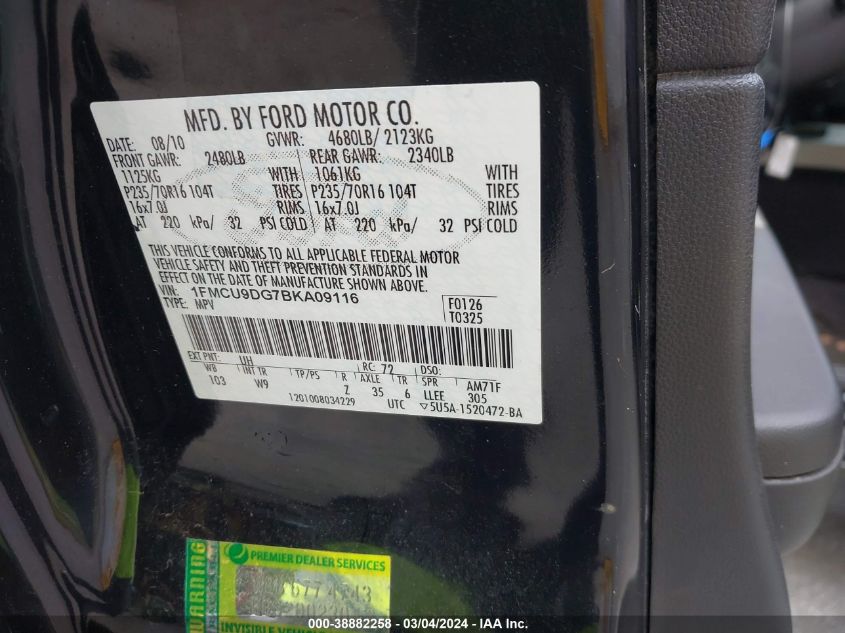 MFD. BY FORD MOTOR CO.
DATE: 08/10 GVWR: 4680LB/ 2123KG
FRONT GAWR: 2480LB REAR GAWR: 2340LB
1125KG WITH 1061KG WITH
P235/70R16 104T TIRES P235/70R16 104T TIRES
16x7.0J RIMS 16x7.0J RIMS
AT 220 kPa/ 32 PSI COLD AT 220 kPa/ 32 PSI COLD
THIS VEHICLE CONFORMS TO ALL APPLICABLE FEDERAL MOTOR
VEHICLE SAFETY AND THEFT PREVENTION STANDARDS IN
EFFECT ON THE DATE OF MANUFACTURE SHOWN ABOVE.
VIN: 1FMCU9DG7BKA09116 F0126
TYPE: MPV T0325
EXT PNT: UH RC: 72 DSO:
WB INT TR TP/PS R AXLE TR SPR AM71F
103 W9 Z 35 6 LLEE 305
1201008034229 UTC ▽5U5A-1520472-BA
WARNING
PREMIER DEALER SERVICES
INVISIBLE
000-38882258 - 03/04/2024 - IAA Inc.